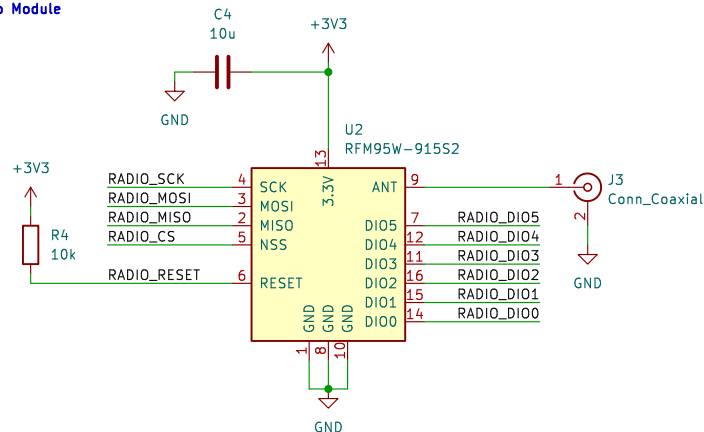 Module
C4
10u
+3V3
GND
U2
RFM95W-915S2
+3V3
R4
10k
RADIO_SCK
RADIO_MOSI
RADIO_MISO
RADIO_CS
RADIO_RESET
4
3
2
5
6
13
3.3V
SCK
MOSI
MISO
NSS
RESET
ANT
DIO5
DIO4
DIO3
DIO2
DIO1
DIO0
GND
GND
GND
1
8
10
GND
9
7
12
11
16
15
14
RADIO_DIO5
RADIO_DIO4
RADIO_DIO3
RADIO_DIO2
RADIO_DIO1
RADIO_DIO0
1
J3
Conn_Coaxial
2
GND